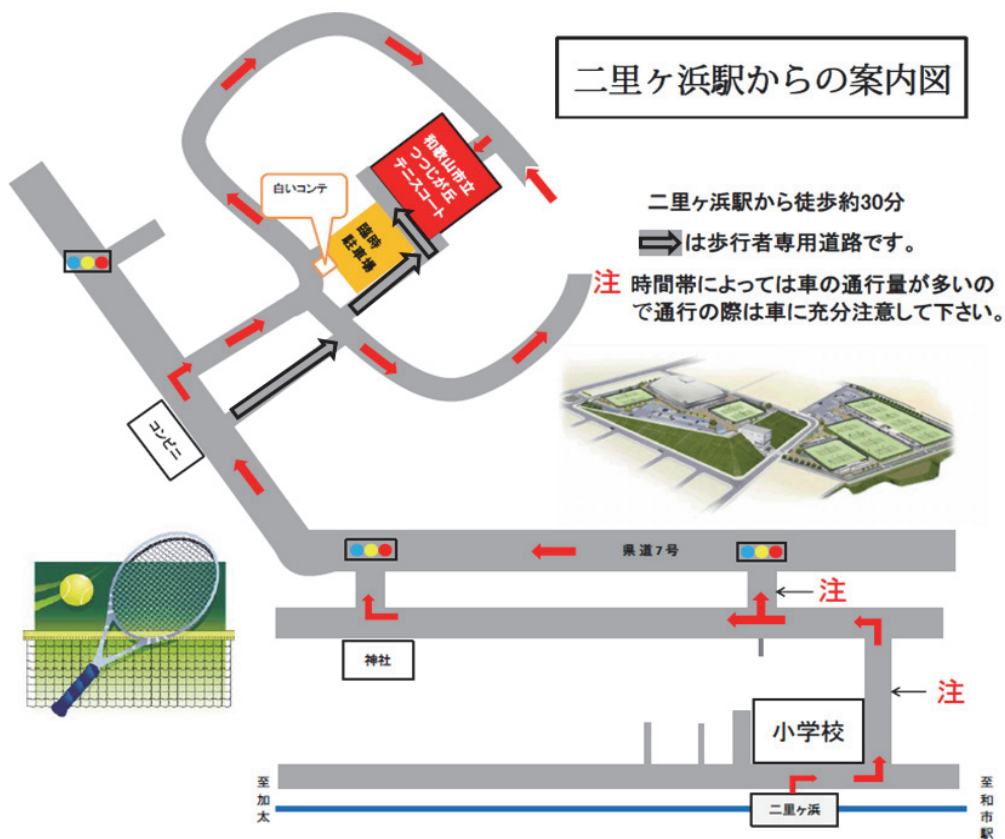 二里ヶ浜駅からの案内図
和歌山市立
つつじが丘
テニスコート
白いコンテ
臨時
駐車場
二里ヶ浜駅から徒歩約30分
は歩行者専用道路です。
注 時間帯によっては車の通行量が多いの
で通行の際は車に充分注意して下さい。
コンビニ
県道7号
注
神社
注
小学校
至加太
二里ヶ浜
至和市駅